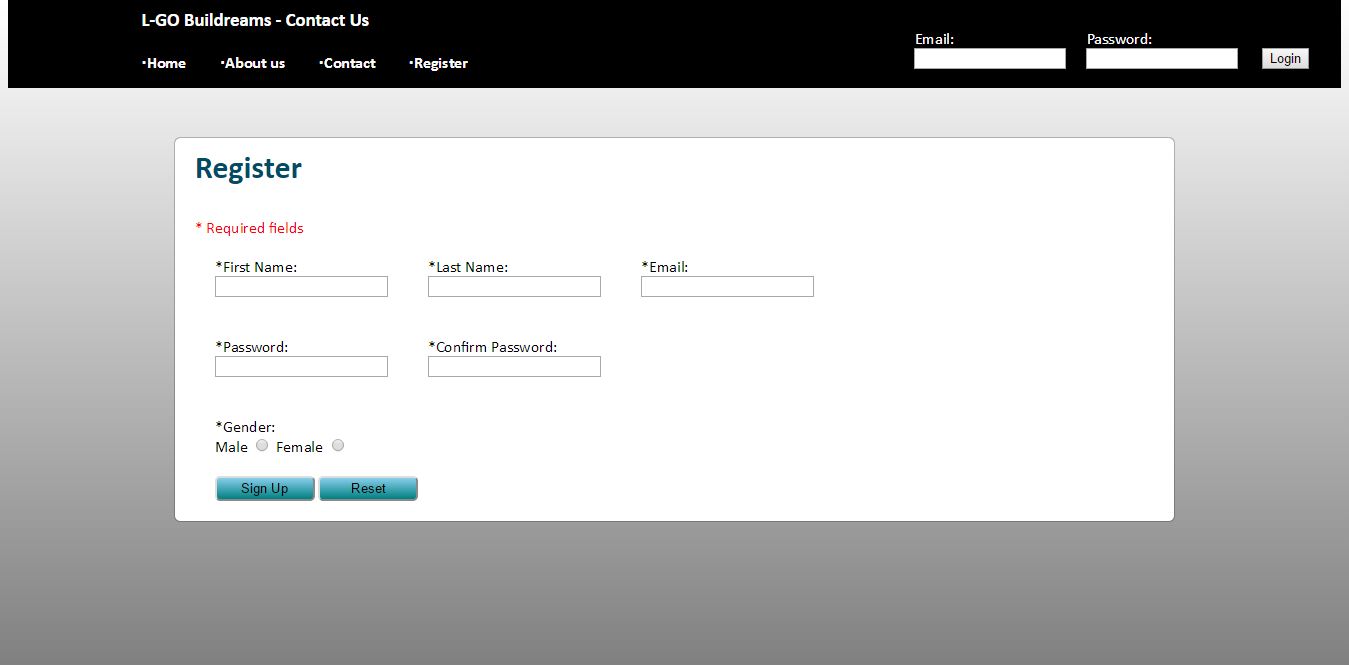 L-GO Buildreams - Contact Us
Email: Password:
·Home ·About us ·Contact ·Register
Login
Register
* Required fields
*First Name: *Last Name: *Email:
*Password: *Confirm Password:
*Gender:
Male Female
Sign Up Reset